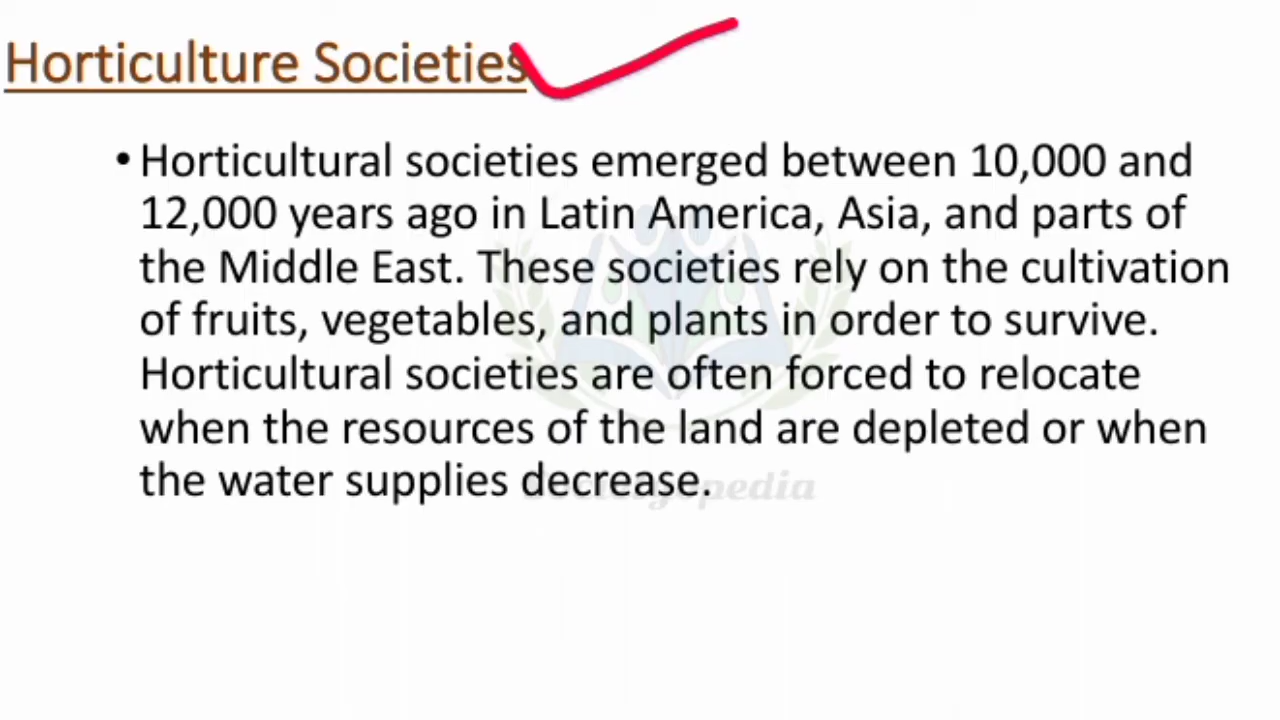 Horticulture Societies
• Horticultural societies emerged between 10,000 and
12,000 years ago in Latin America, Asia, and parts of
the Middle East. These societies rely on the cultivation
of fruits, vegetables, and plants in order to survive.
Horticultural societies are often forced to relocate
when the resources of the land are depleted or when
the water supplies decrease.